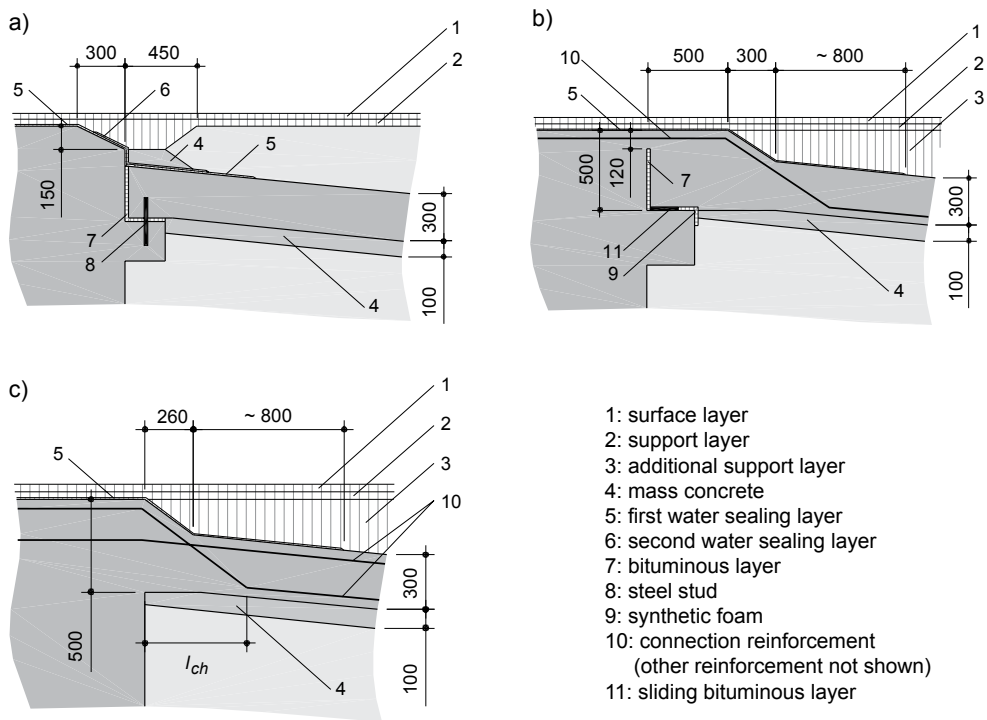 a)
300 450
1
2
5
6
4
5
150
7
8
4
300
100
b)
500 300 ~ 800
1
2
3
10
5
500
120
7
11
9
4
300
100
c)
260 ~ 800
1
2
3
10
5
500
l_ch
4
300
100
1: surface layer
2: support layer
3: additional support layer
4: mass concrete
5: first water sealing layer
6: second water sealing layer
7: bituminous layer
8: steel stud
9: synthetic foam
10: connection reinforcement
(other reinforcement not shown)
11: sliding bituminous layer